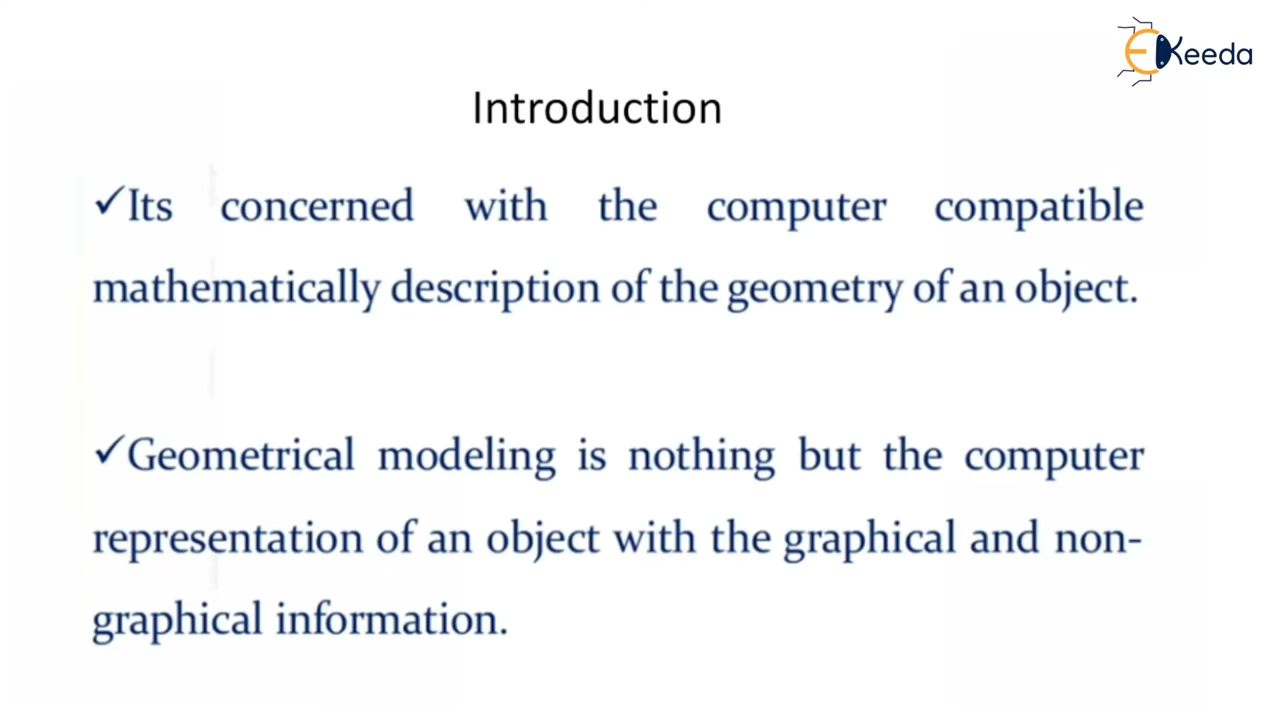 EKeeda
Introduction
✓Its concerned with the computer compatible
mathematically description of the geometry of an object.
✓Geometrical modeling is nothing but the computer
representation of an object with the graphical and non-
graphical information.